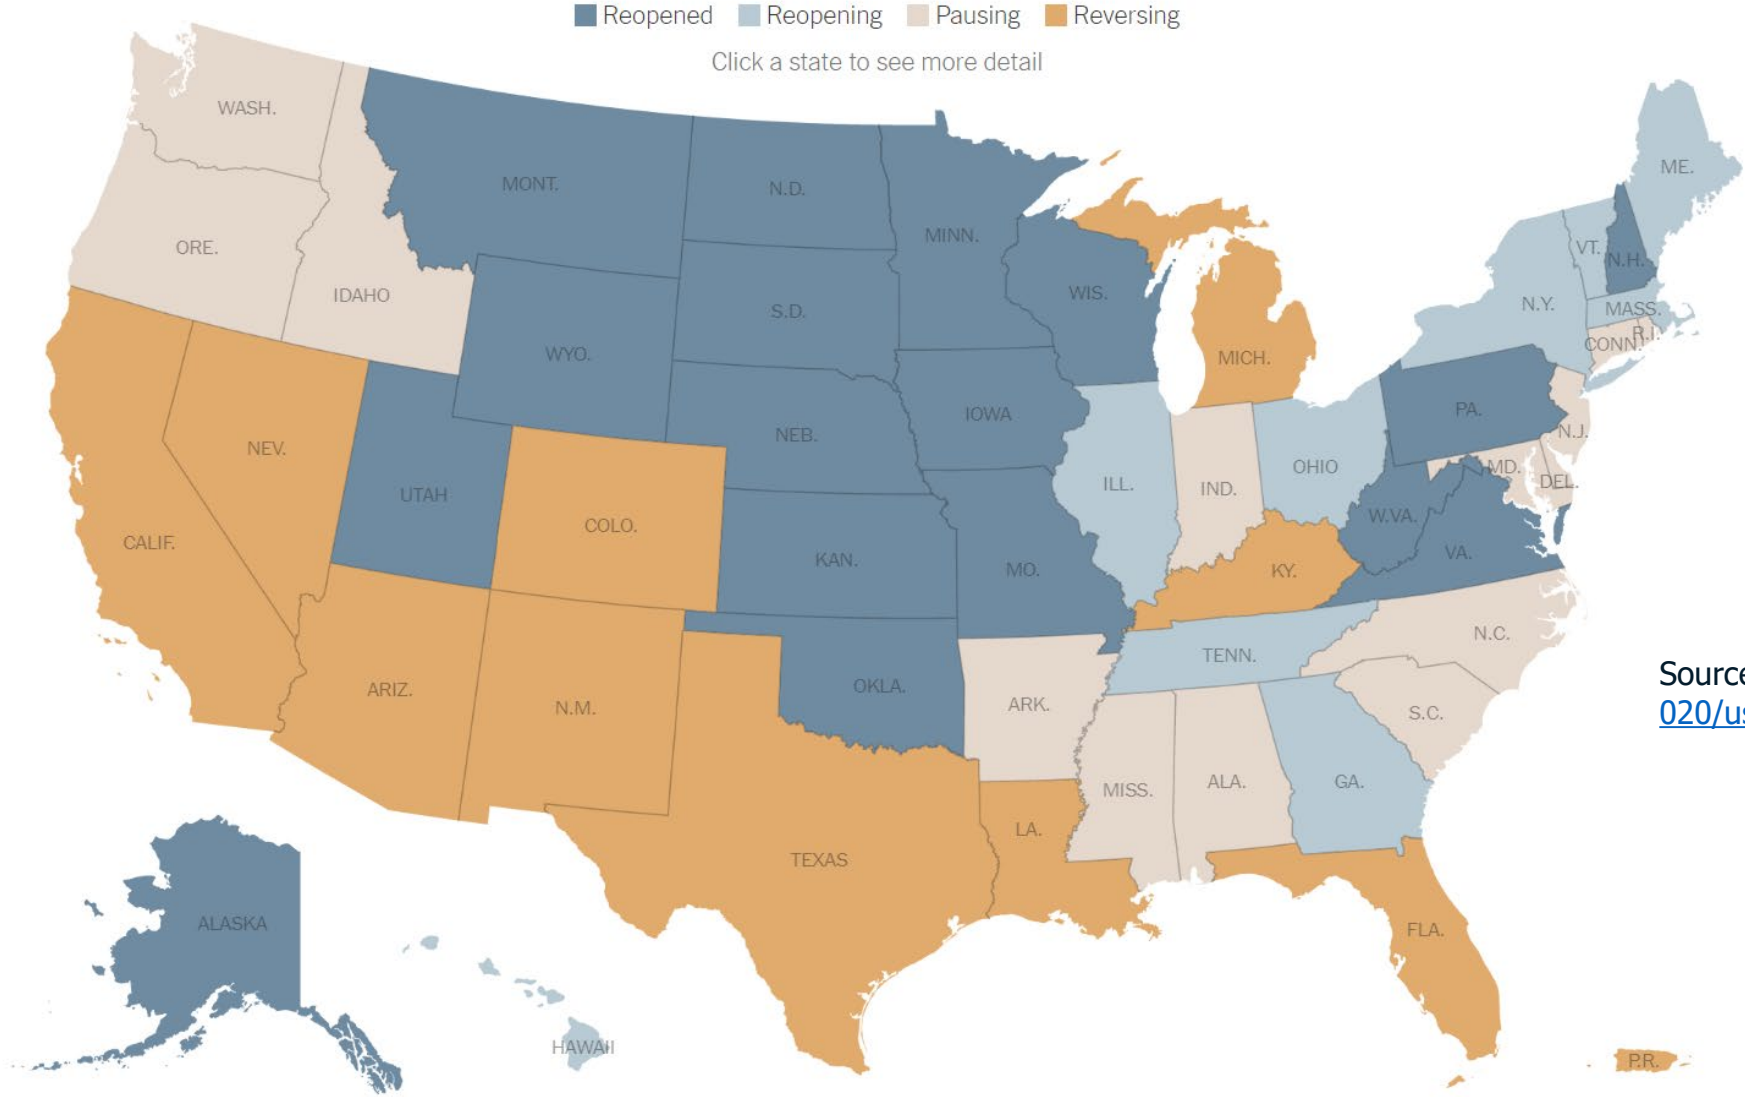 Reopened Reopening Pausing Reversing
Click a state to see more detail
WASH.
ME.
MONT.
N.D.
MINN.
ORE.
VT.
N.H.
IDAHO
WIS.
S.D.
N.Y.
MASS.
R.I.
CONN.
WYO.
MICH.
IOWA
PA.
NEB.
N.J.
NEV.
OHIO
MD.
UTAH
ILL.
IND.
DEL.
COLO.
W.VA.
CALIF.
VA.
KAN.
MO.
KY.
N.C.
TENN.
Source
020/us
ARIZ.
OKLA.
N.M.
ARK.
S.C.
MISS.
ALA.
GA.
LA.
TEXAS
ALASKA
FLA.
HAWAII
P.R.